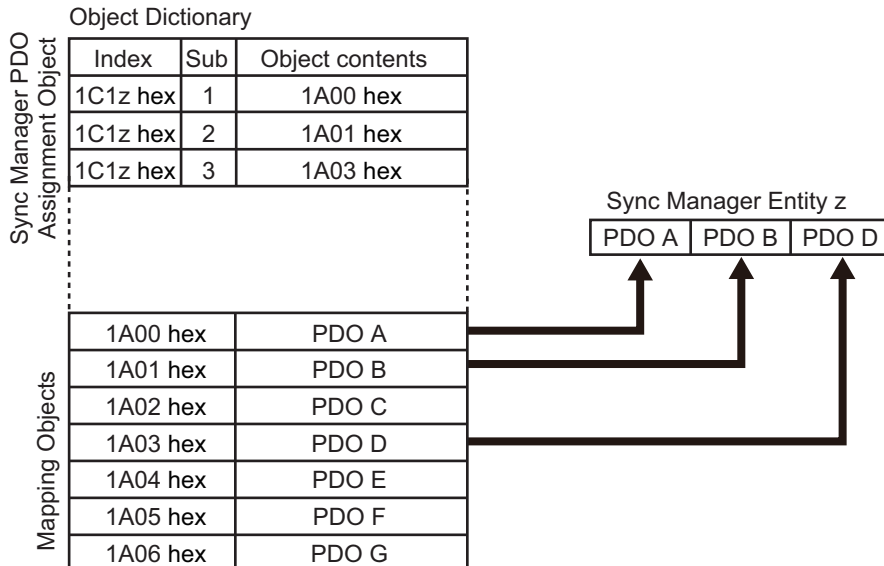 Object Dictionary
Sync Manager PDO
Assignment Object
Index Sub Object contents
1C1z hex 1 1A00 hex
1C1z hex 2 1A01 hex
1C1z hex 3 1A03 hex
Sync Manager Entity z
PDO A PDO B PDO D
Mapping Objects
1A00 hex PDO A
1A01 hex PDO B
1A02 hex PDO C
1A03 hex PDO D
1A04 hex PDO E
1A05 hex PDO F
1A06 hex PDO G